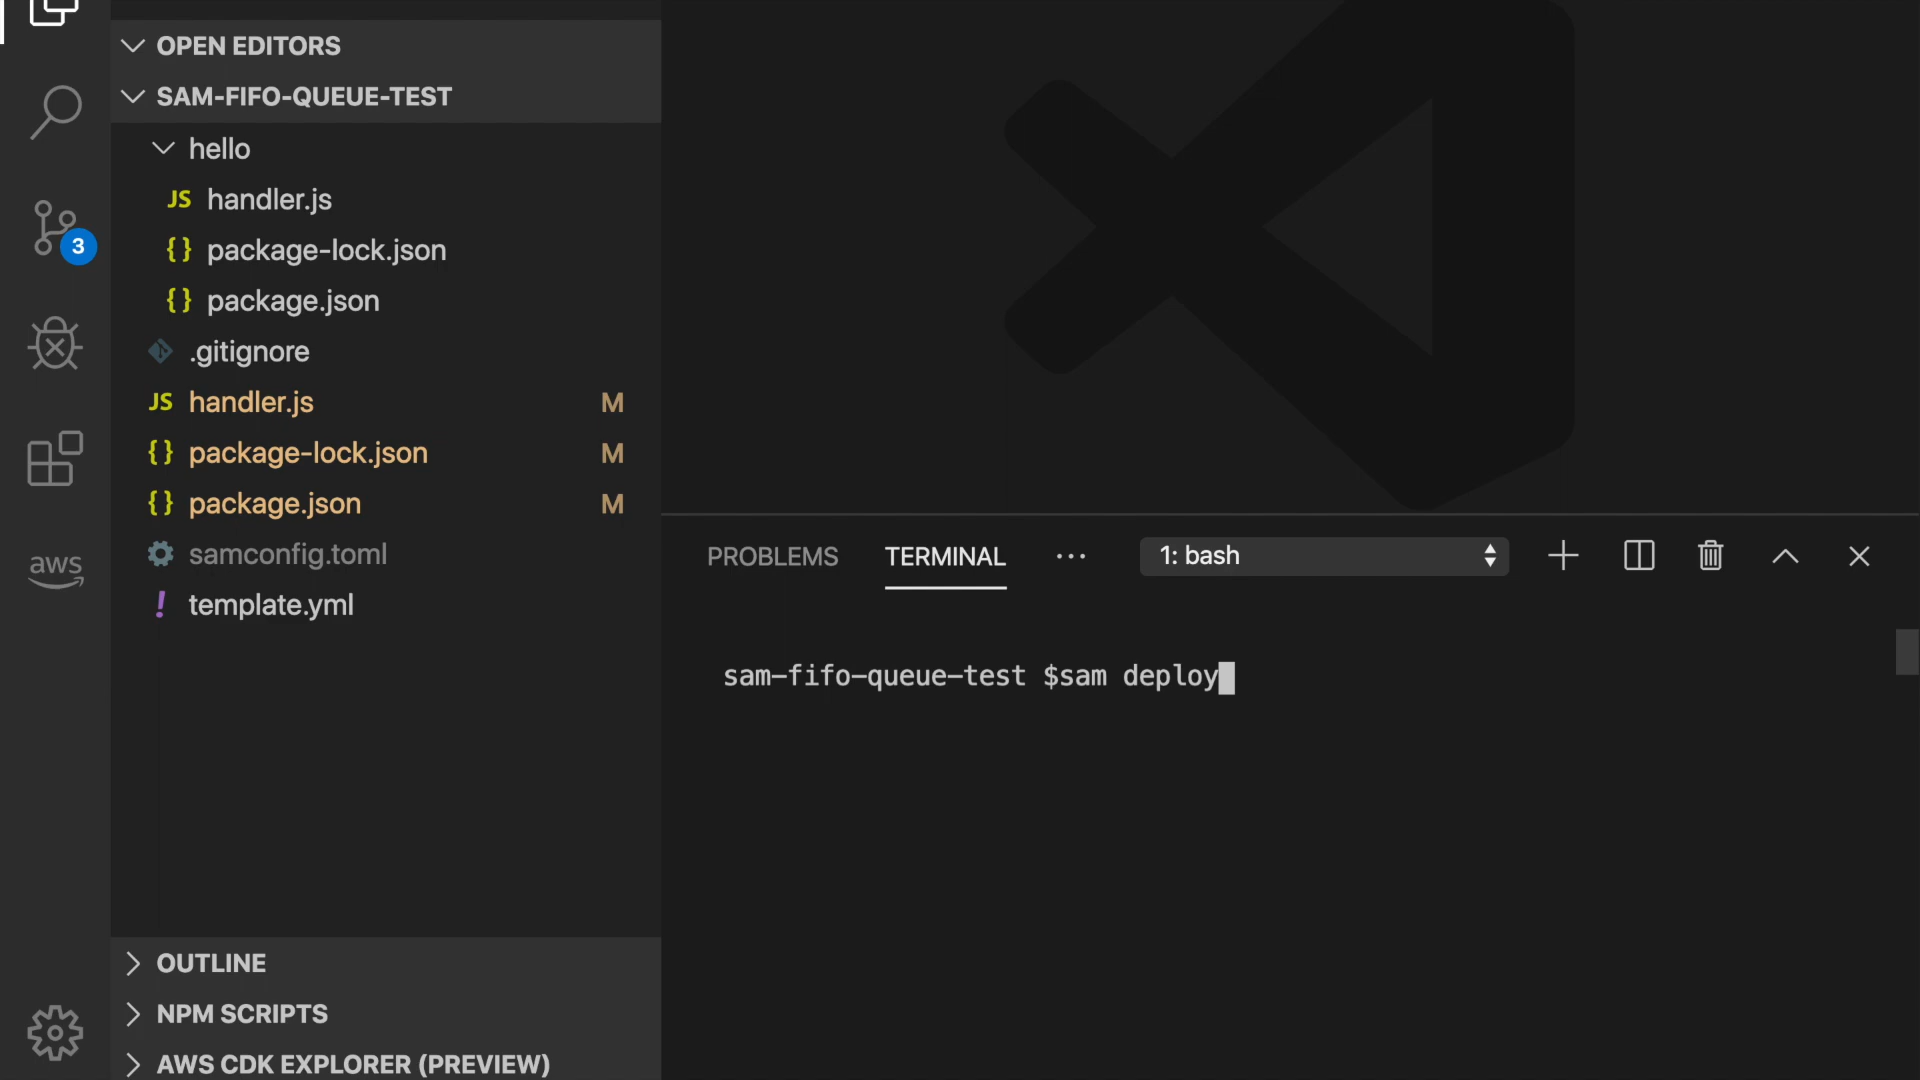 OPEN EDITORS
SAM-FIFO-QUEUE-TEST
hello
JS handler.js
{} package-lock.json
{} package.json
.gitignore
JS handler.js M
{} package-lock.json M
{} package.json M
samconfig.toml
! template.yml
OUTLINE
NPM SCRIPTS
AWS CDK EXPLORER (PREVIEW)
3
aws
PROBLEMS TERMINAL ··· 1: bash
sam-fifo-queue-test $sam deploy